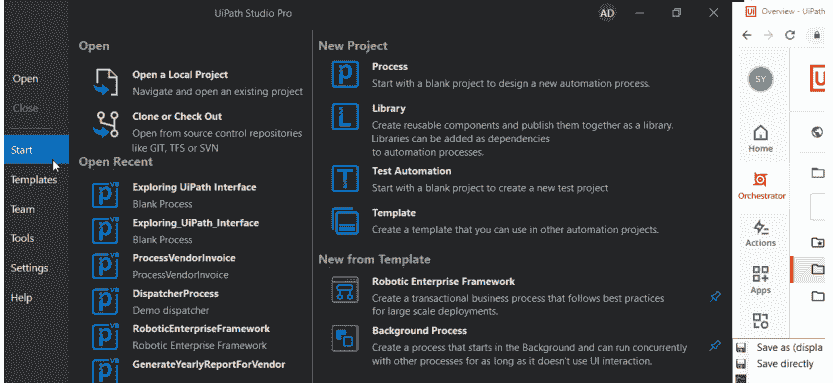 UiPath Studio Pro
AD
Open
Close
Start
Templates
Team
Tools
Settings
Help
Open
Open a Local Project
Navigate and open an existing project
Clone or Check Out
Open from source control repositories
like GIT, TFS or SVN
Open Recent
Exploring UiPath Interface
Blank Process
Exploring_UiPath_Interface
Blank Process
ProcessVendorInvoice
ProcessVendorInvoice
DispatcherProcess
Demo dispatcher
RoboticEnterpriseFramework
Robotic Enterprise Framework
GenerateYearlyReportForVendor
New Project
Process
Start with a blank project to design a new automation process.
Library
Create reusable components and publish them together as a library.
Libraries can be added as dependencies
to automation processes.
Test Automation
Start with a blank project to create a new test project
Template
Create a template that you can use in other automation projects.
New from Template
Robotic Enterprise Framework
Create a transactional business process that follows best practices
for large scale deployments.
Background Process
Create a process that starts in the Background and can run concurrently
with other processes for as long as it doesn't use UI interaction.
Overview - UiPath
SY
Home
Orchestrator
Actions
Apps
Save as (displa
Save directly